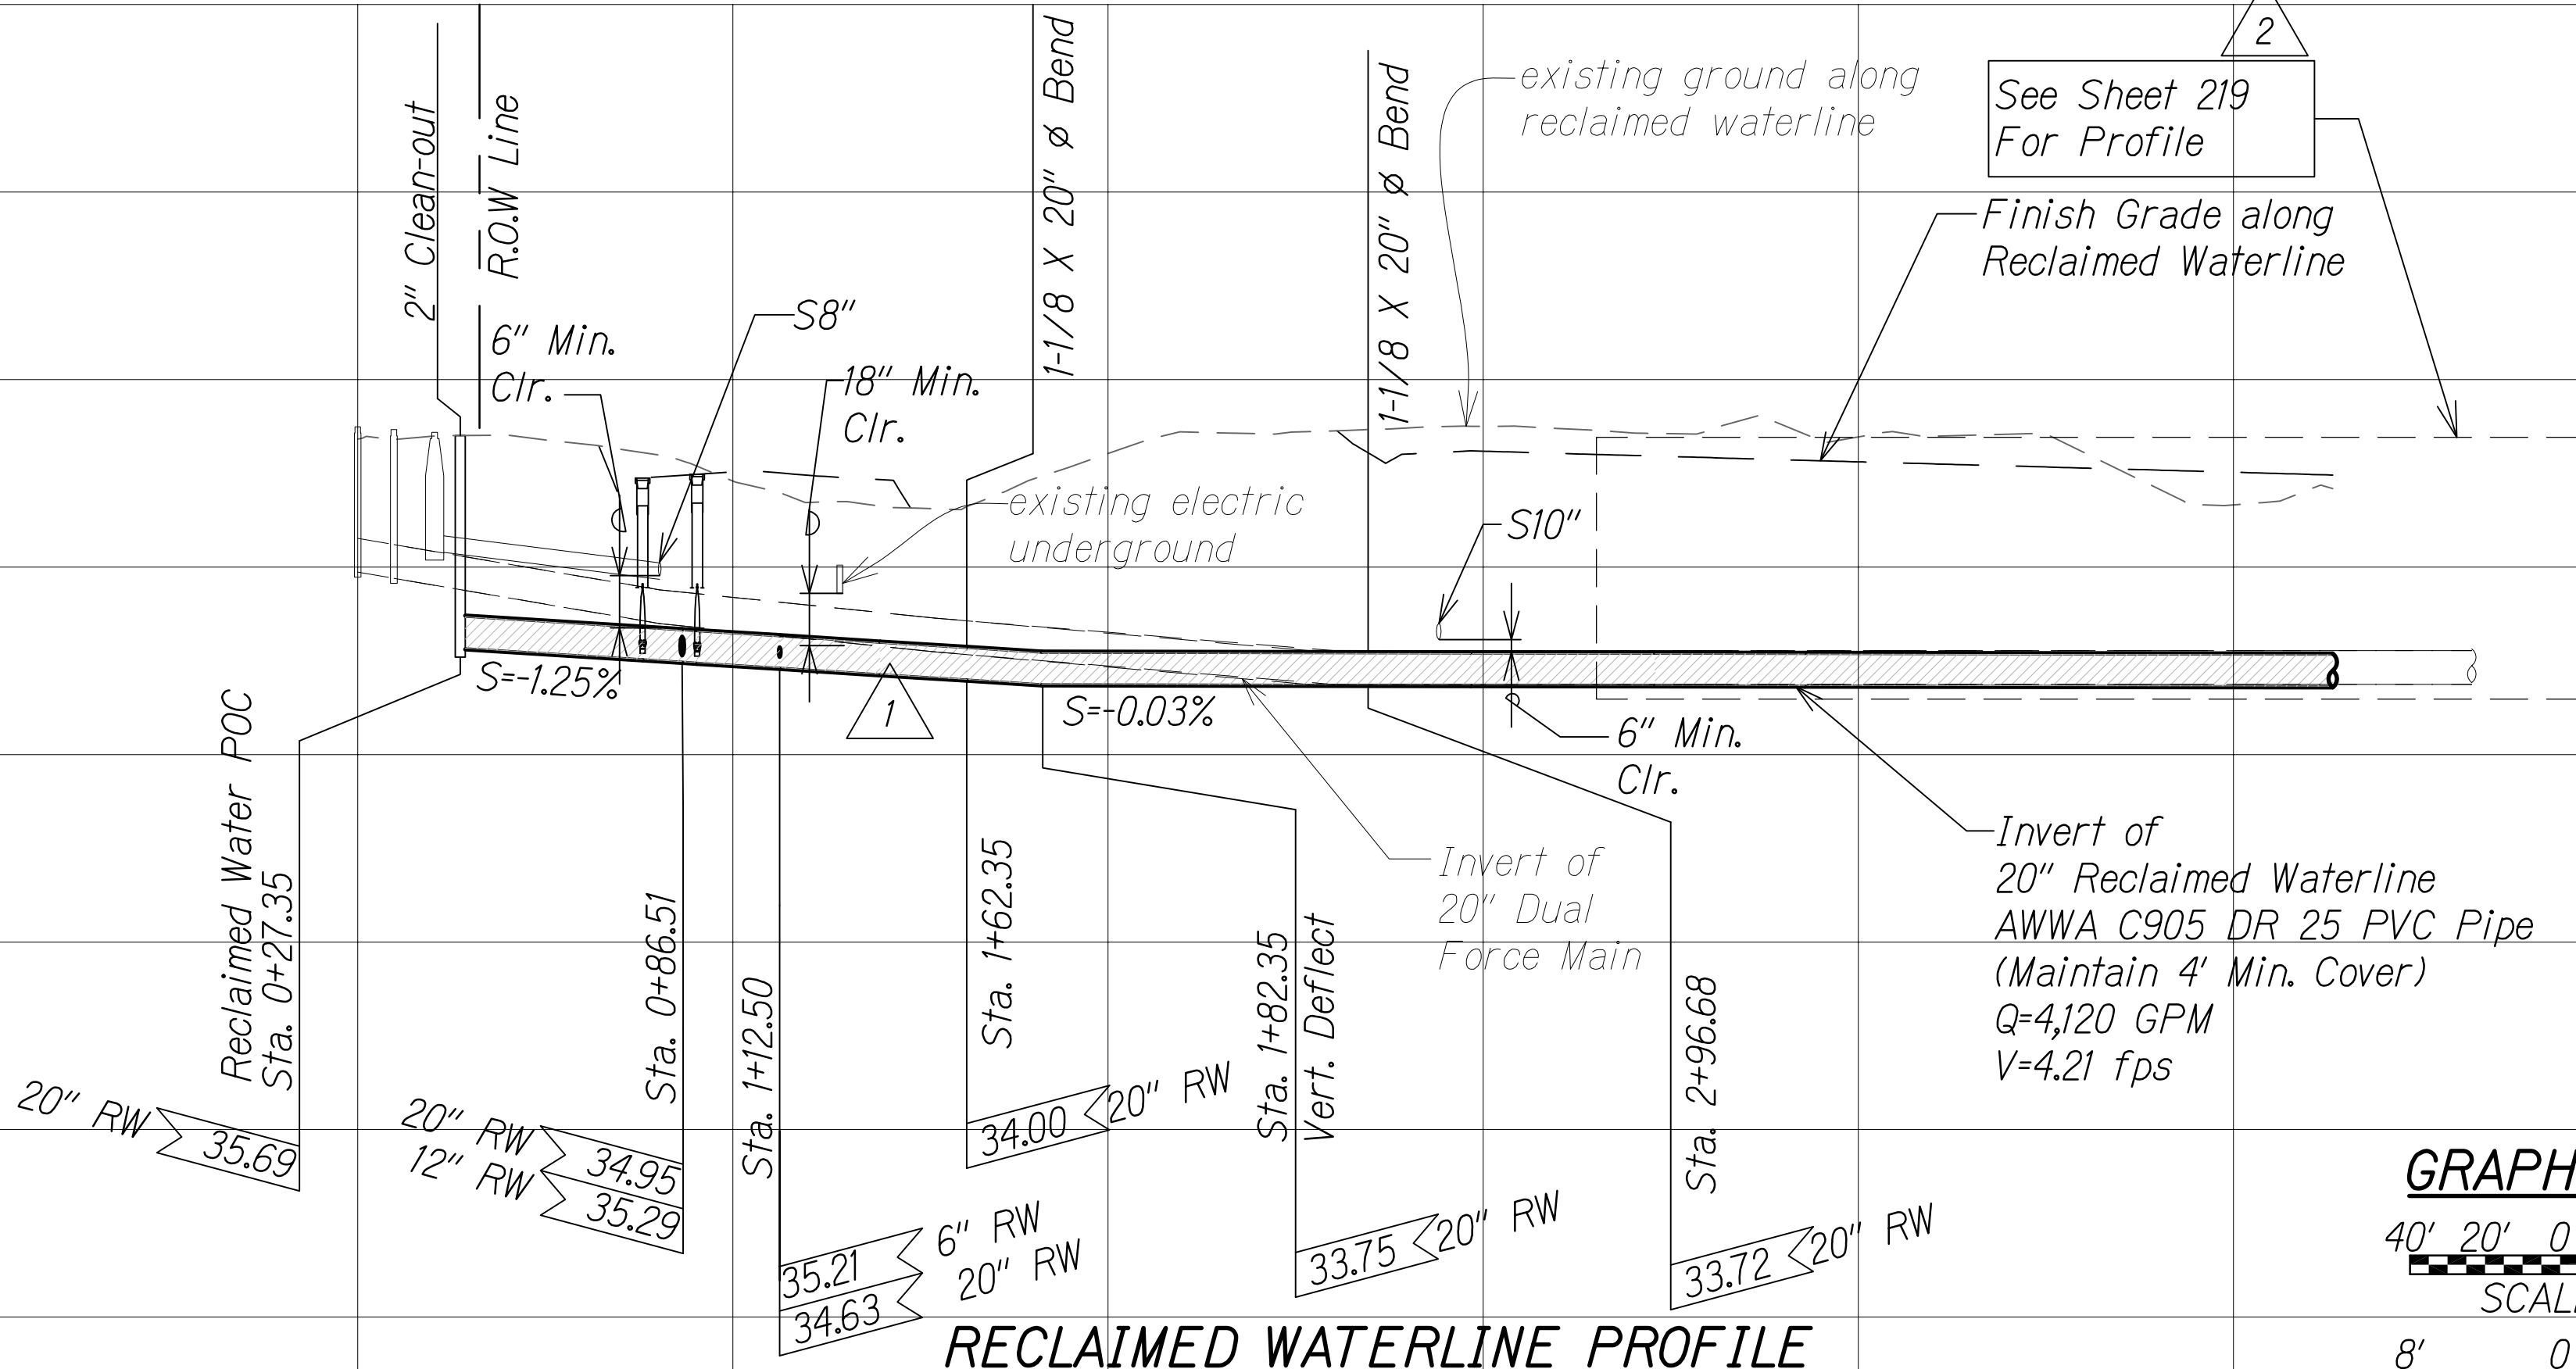 2
See Sheet 219
For Profile
existing ground along
reclaimed waterline
Finish Grade along
Reclaimed Waterline
2" Clean-out
R.O.W Line
1-1/8 X 20" ø Bend
1-1/8 X 20" ø Bend
6" Min.
Clr.
S8"
18" Min.
Clr.
existing electric
underground
S10"
S=-1.25%
1
S=-0.03%
6" Min.
Clr.
Invert of
20" Dual
Force Main
Invert of
20" Reclaimed Waterline
AWWA C905 DR 25 PVC Pipe
(Maintain 4' Min. Cover)
Q=4,120 GPM
V=4.21 fps
Reclaimed Water POC
Sta. 0+27.35
20" RW 35.69
Sta. 0+86.51
20" RW 34.95
12" RW 35.29
Sta. 1+12.50
35.21 6" RW
34.63 20" RW
Sta. 1+62.35
34.00 20" RW
Sta. 1+82.35
Vert. Deflect
33.75 20" RW
Sta. 2+96.68
33.72 20" RW
GRAPH
40' 20' 0
SCAL
8' 0
RECLAIMED WATERLINE PROFILE